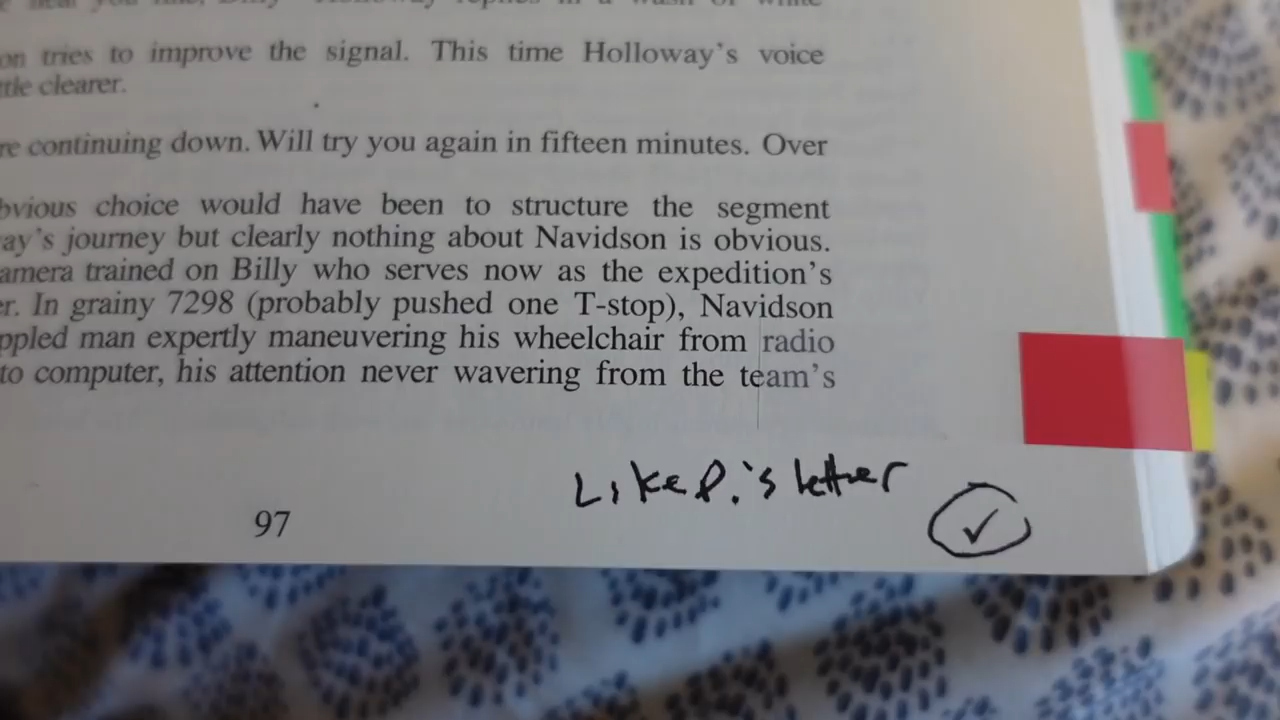 on tries to improve the signal. This time Holloway's voice
tle clearer.
re continuing down. Will try you again in fifteen minutes. Over
bvious choice would have been to structure the segment
ay's journey but clearly nothing about Navidson is obvious.
amera trained on Billy who serves now as the expedition's
er. In grainy 7298 (probably pushed one T-stop), Navidson
ppled man expertly maneuvering his wheelchair from radio
to computer, his attention never wavering from the team's
Like P.'s letter
97
✓